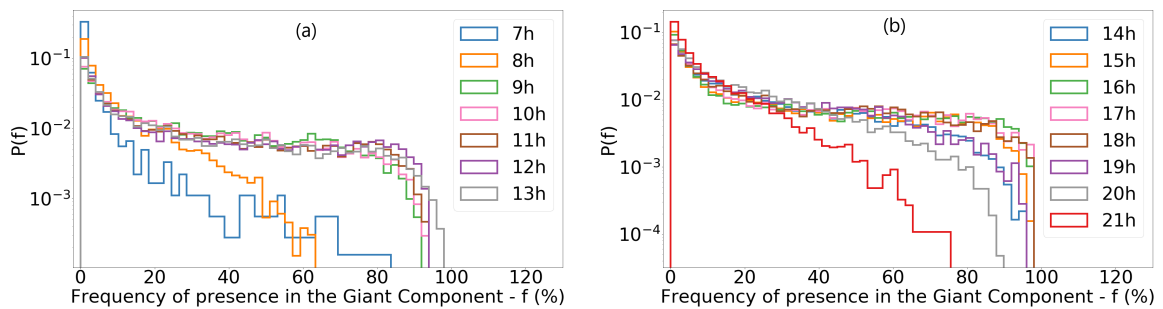 (a)
P(f)
10⁻¹
10⁻²
10⁻³
7h
8h
9h
10h
11h
12h
13h
0 20 40 60 80 100 120
Frequency of presence in the Giant Component - f (%)
(b)
P(f)
10⁻¹
10⁻²
10⁻³
10⁻⁴
14h
15h
16h
17h
18h
19h
20h
21h
0 20 40 60 80 100 120
Frequency of presence in the Giant Component - f (%)